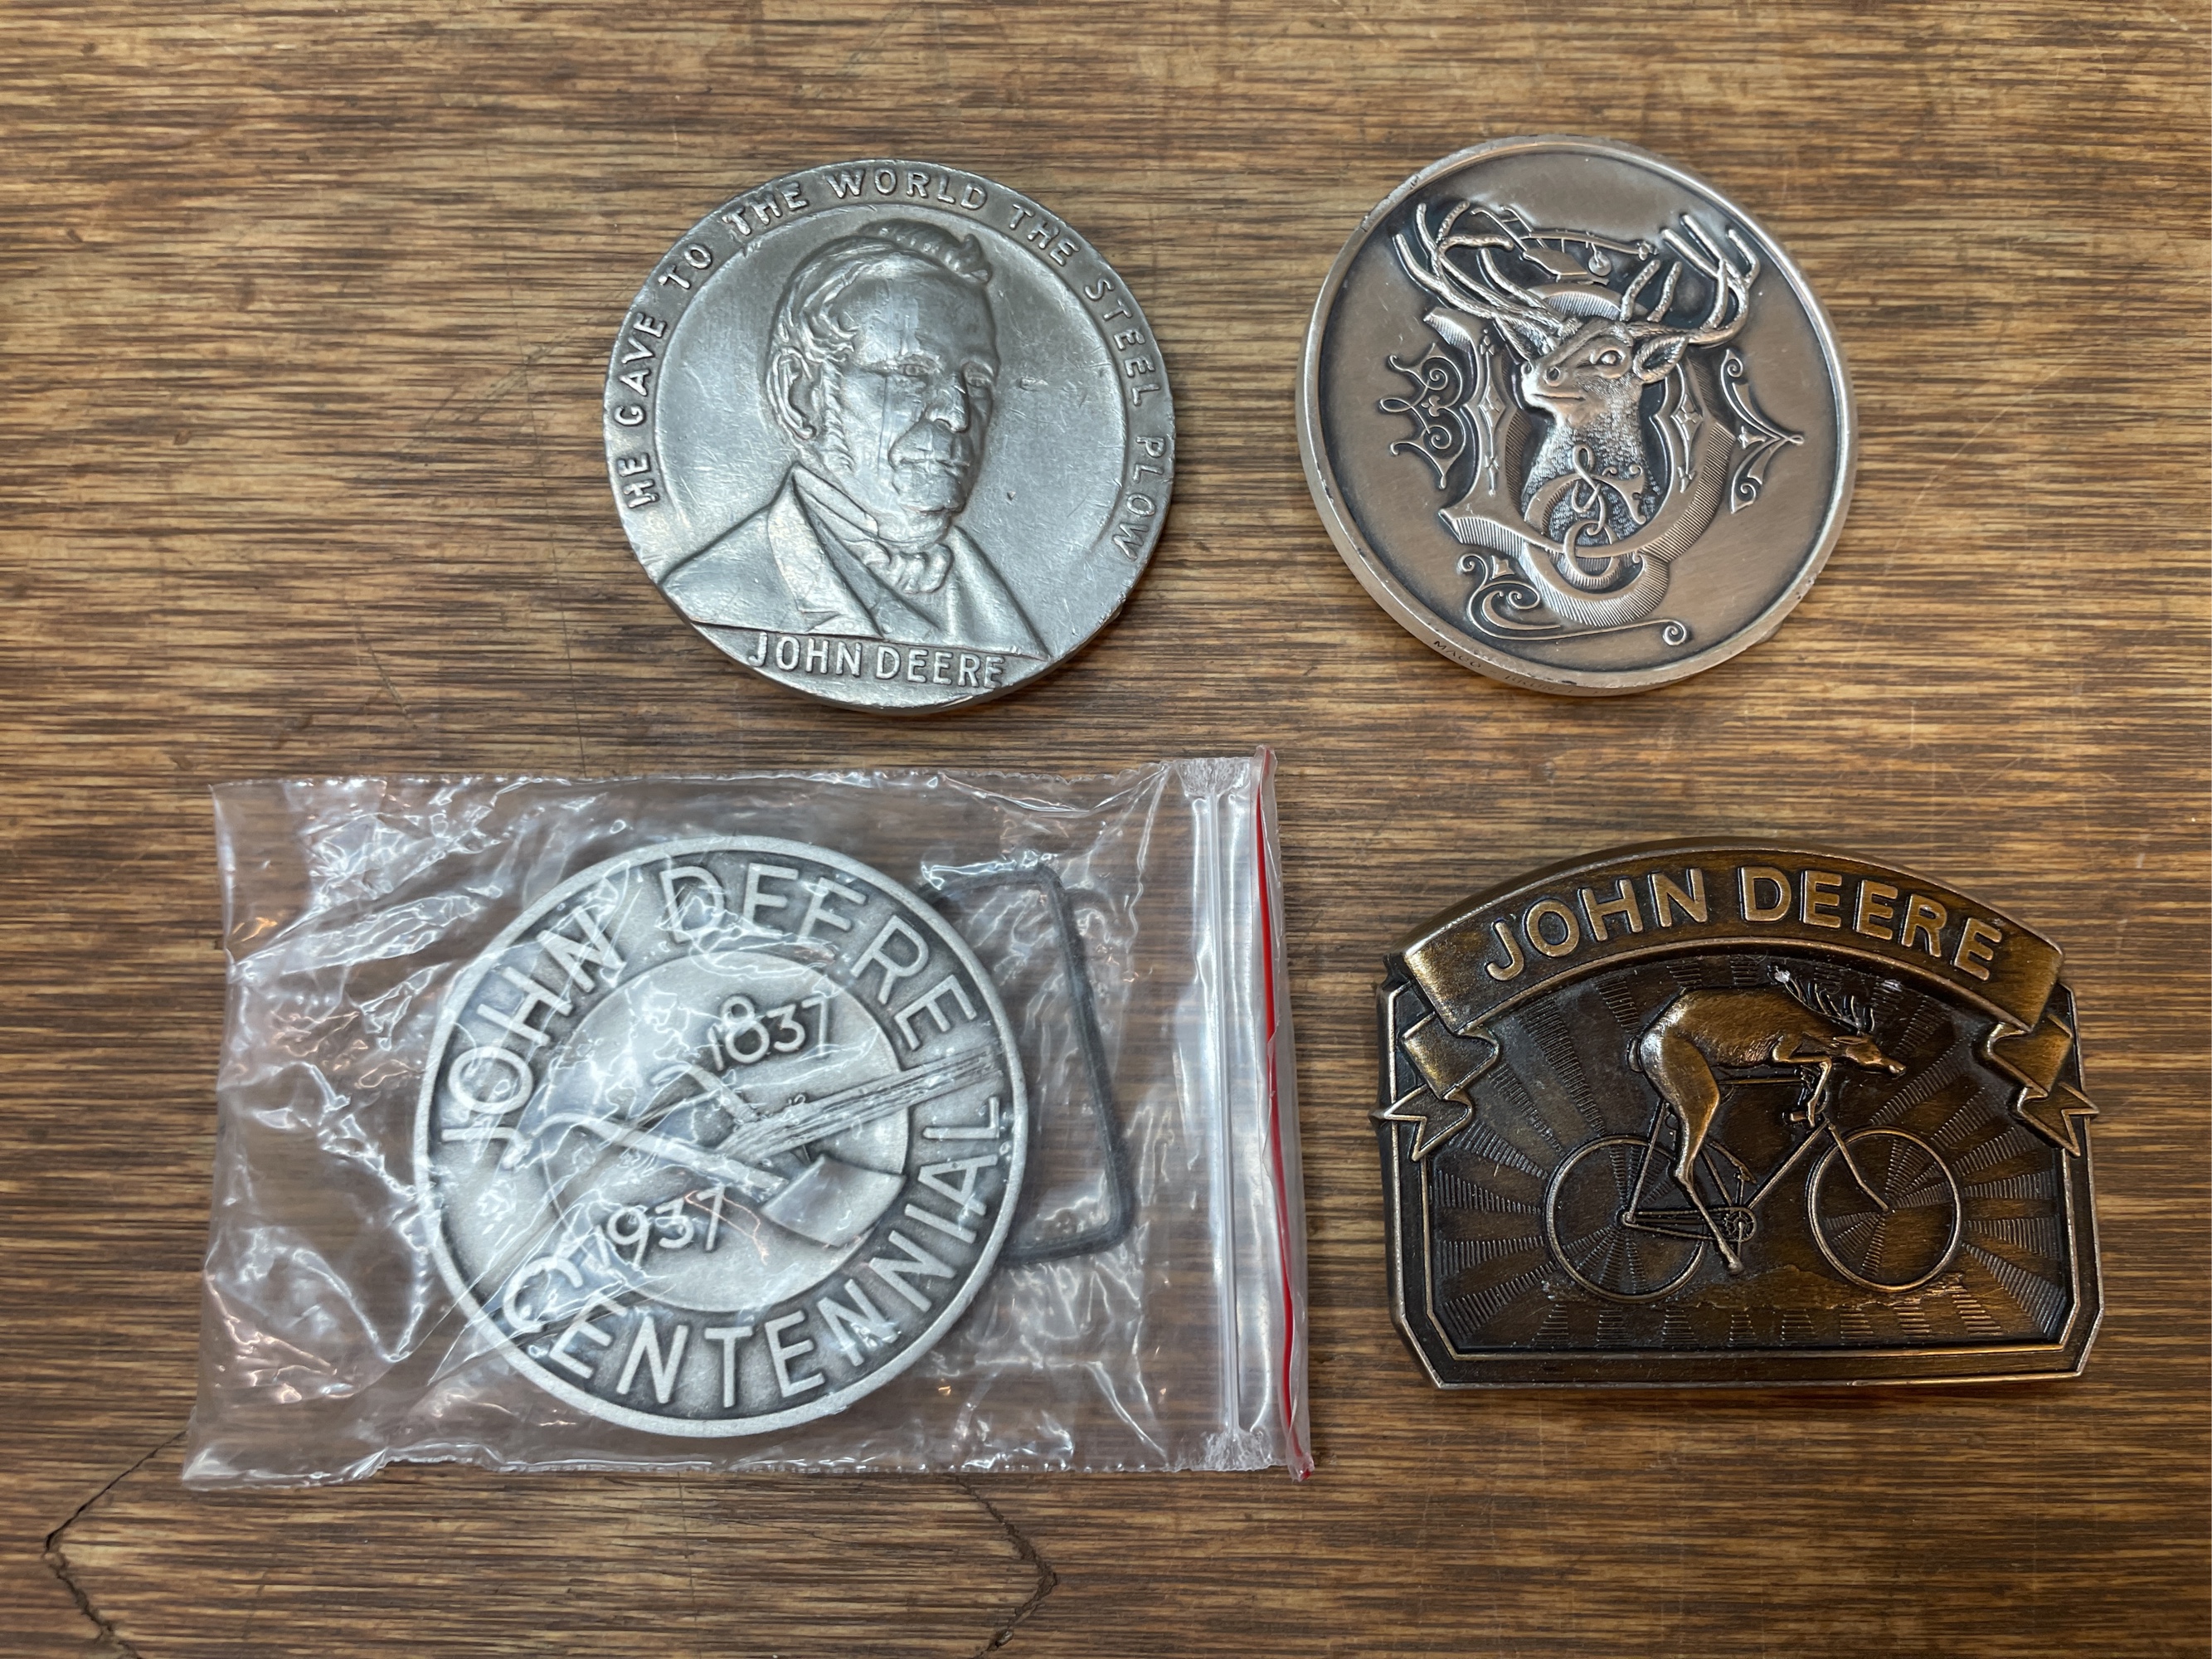 HE GAVE TO THE WORLD THE STEEL PLOW
JOHN DEERE
JOHN DEERE
1837
1937
CENTENNIAL
JOHN DEERE